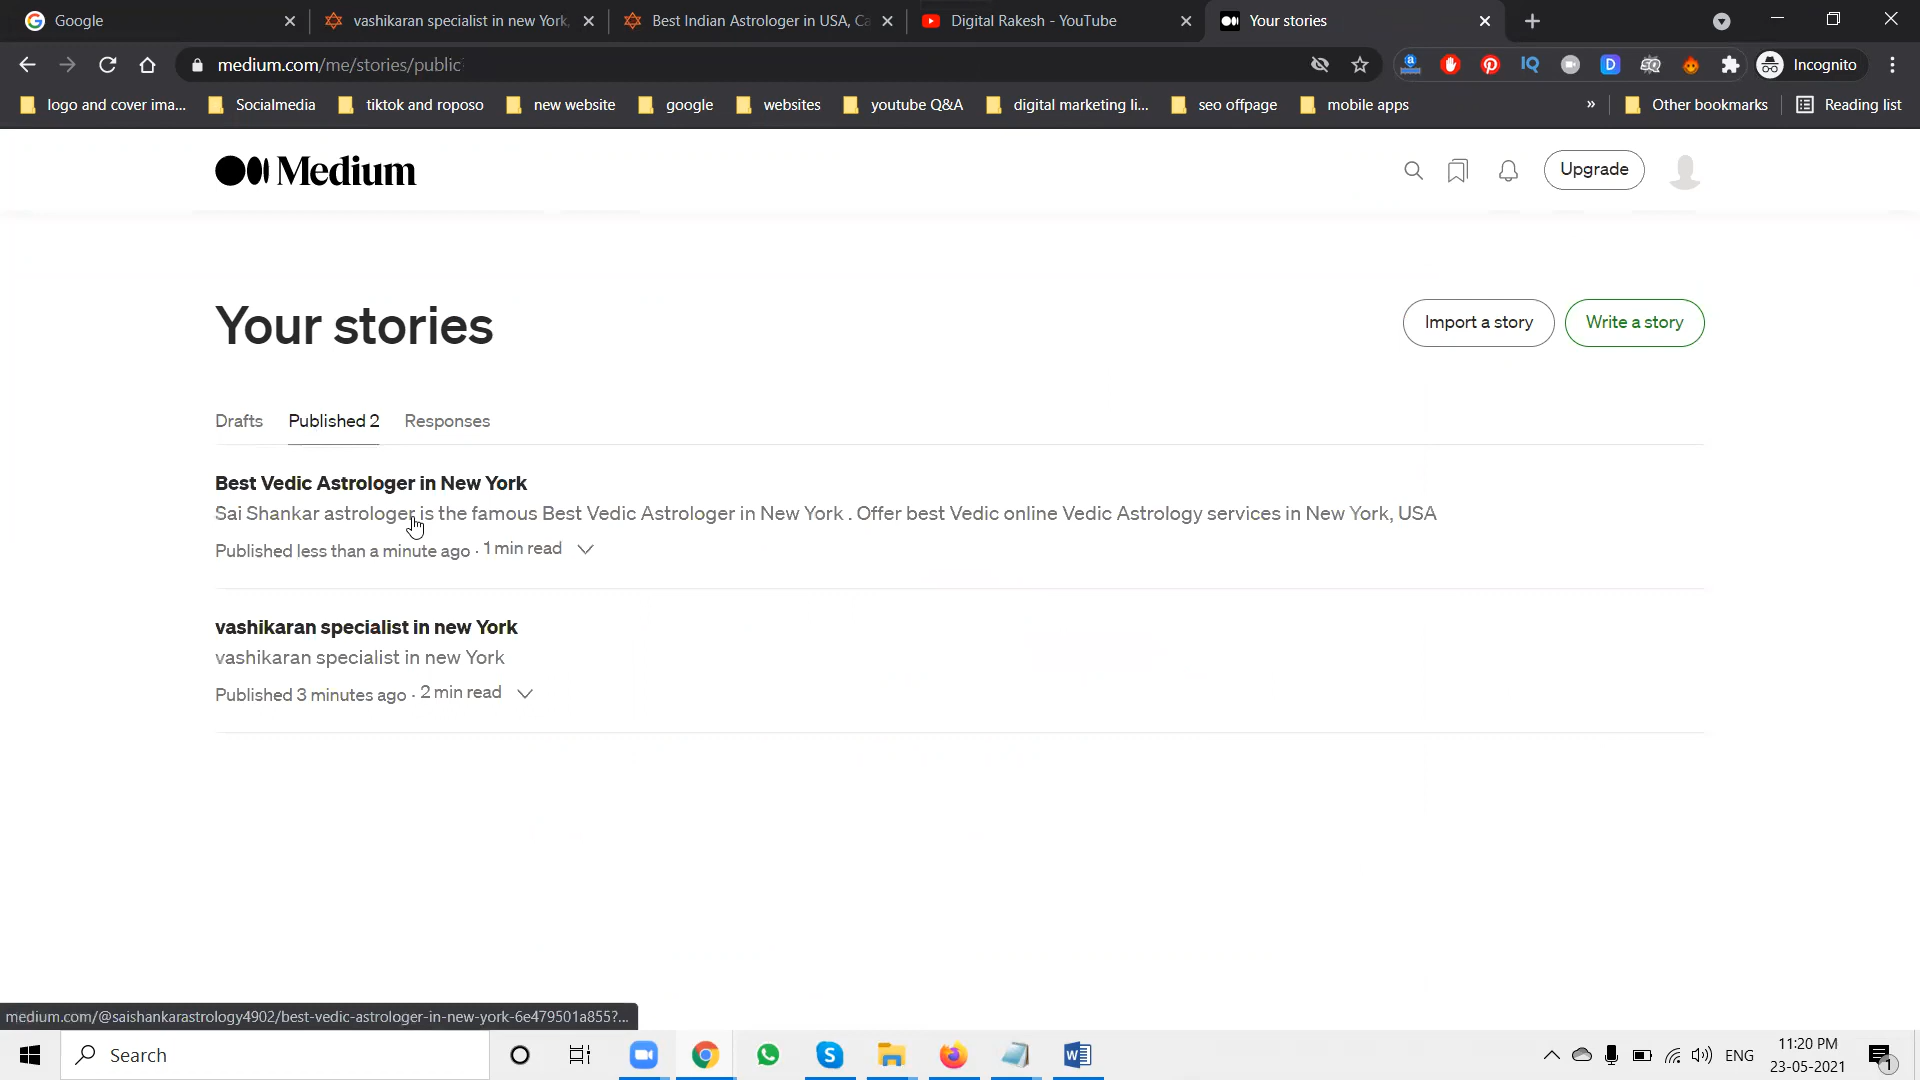 Google
vashikaran specialist in new York,
Best Indian Astrologer in USA, Ca
Digital Rakesh - YouTube
Your stories
medium.com/me/stories/public
Incognito
logo and cover ima...
Socialmedia
tiktok and roposo
new website
google
websites
youtube Q&A
digital marketing li...
seo offpage
mobile apps
»
Other bookmarks
Reading list
Medium
Upgrade
Your stories
Import a story
Write a story
Drafts
Published 2
Responses
Best Vedic Astrologer in New York
Sai Shankar astrologer is the famous Best Vedic Astrologer in New York . Offer best Vedic online Vedic Astrology services in New York, USA
Published less than a minute ago · 1 min read
vashikaran specialist in new York
vashikaran specialist in new York
Published 3 minutes ago · 2 min read
medium.com/@saishankarastrology4902/best-vedic-astrologer-in-new-york-6e479501a855?...
Search
ENG
11:20 PM
23-05-2021
1